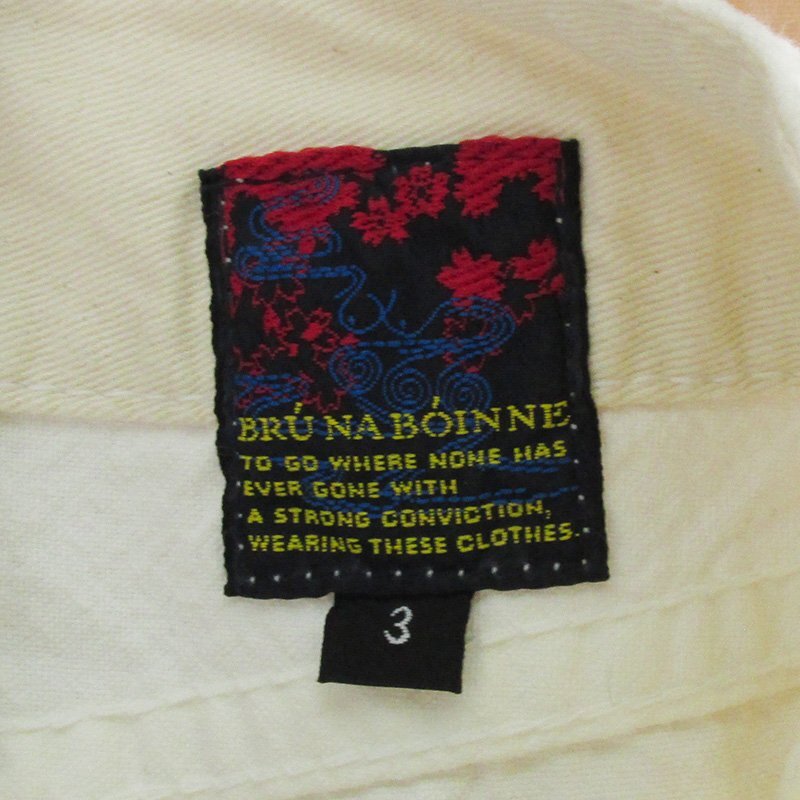 BRÚ NA BÓINNE
TO GO WHERE NONE HAS
EVER GONE WITH
A STRONG CONVICTION,
WEARING THESE CLOTHES.
3